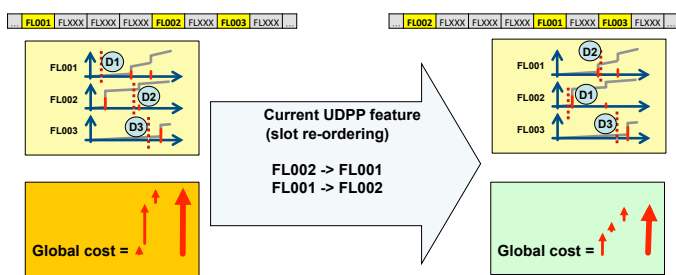 ... FL001 FLXXX FLXXX FLXXX FL002 FLXXX FL003 FLXXX ...
... FL002 FLXXX FLXXX FLXXX FL001 FLXXX FL003 FLXXX ...
D1
FL001
D2
FL002
D3
FL003
Current UDPP feature
(slot re-ordering)
FL002 -> FL001
FL001 -> FL002
D2
FL001
D1
FL002
D3
FL003
Global cost =
Global cost =